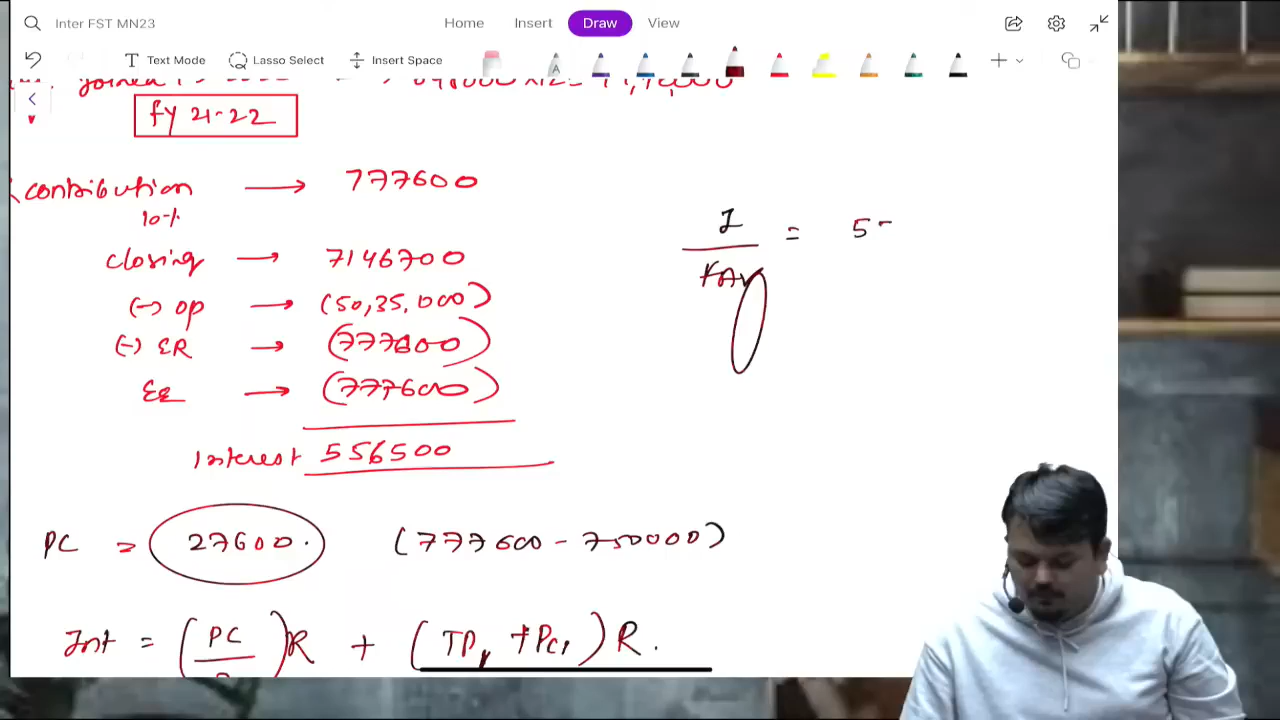 Inter FST MN23
Home Insert Draw View
Text Mode Lasso Select Insert Space
joined
fy 21-22
contribution → 777600
10%
closing → 7146700
(-) op → (50,35,000)
(-) ER → (777600)
EE → (777600)
Interest 556500
I / FAv = 5
PC = 27600. (777600 - 750000)
Int = (PC/ )R + (TP1 + PC1)R.